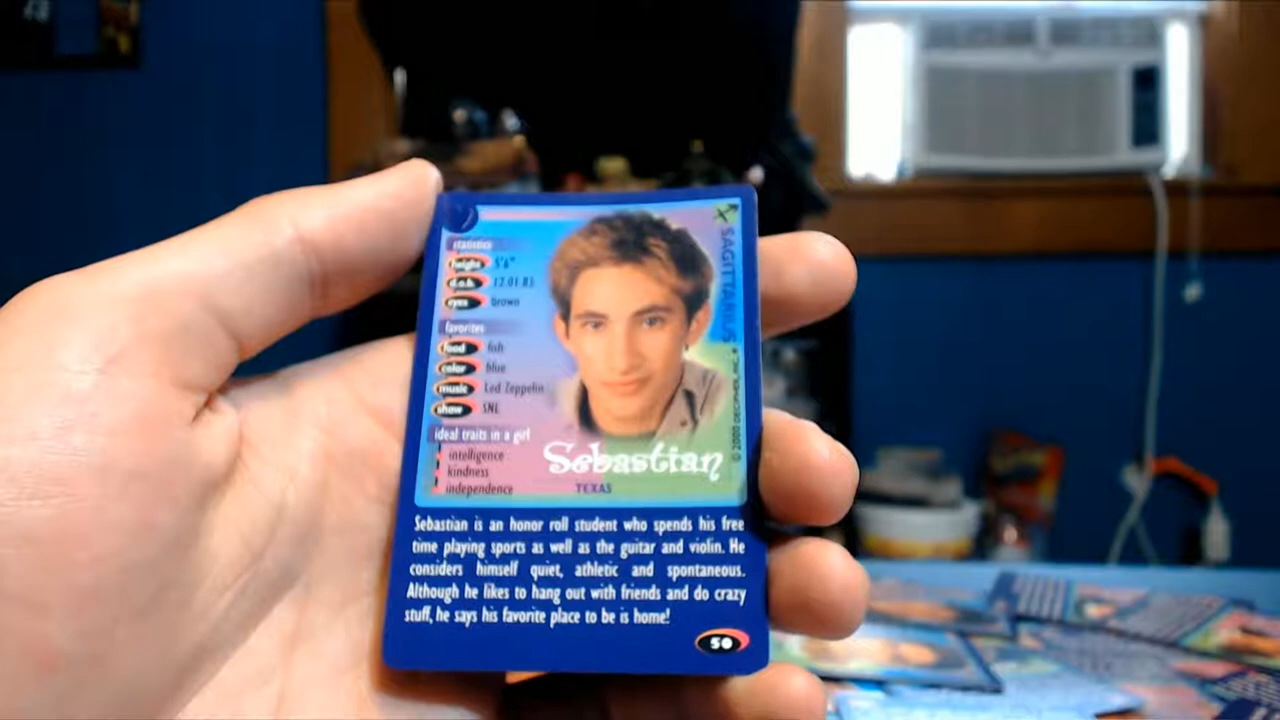 statistics
height 5'6"
d.o.b. 12.01.83
eyes brown
favorites
food fish
color blue
music Led Zeppelin
show SNL
ideal traits in a girl
intelligence
kindness
independence
SAGITTARIUS
© 2000 DECIPHER, INC. ®
Sebastian
TEXAS
Sebastian is an honor roll student who spends his free
time playing sports as well as the guitar and violin. He
considers himself quiet, athletic and spontaneous.
Although he likes to hang out with friends and do crazy
stuff, he says his favorite place to be is home!
50